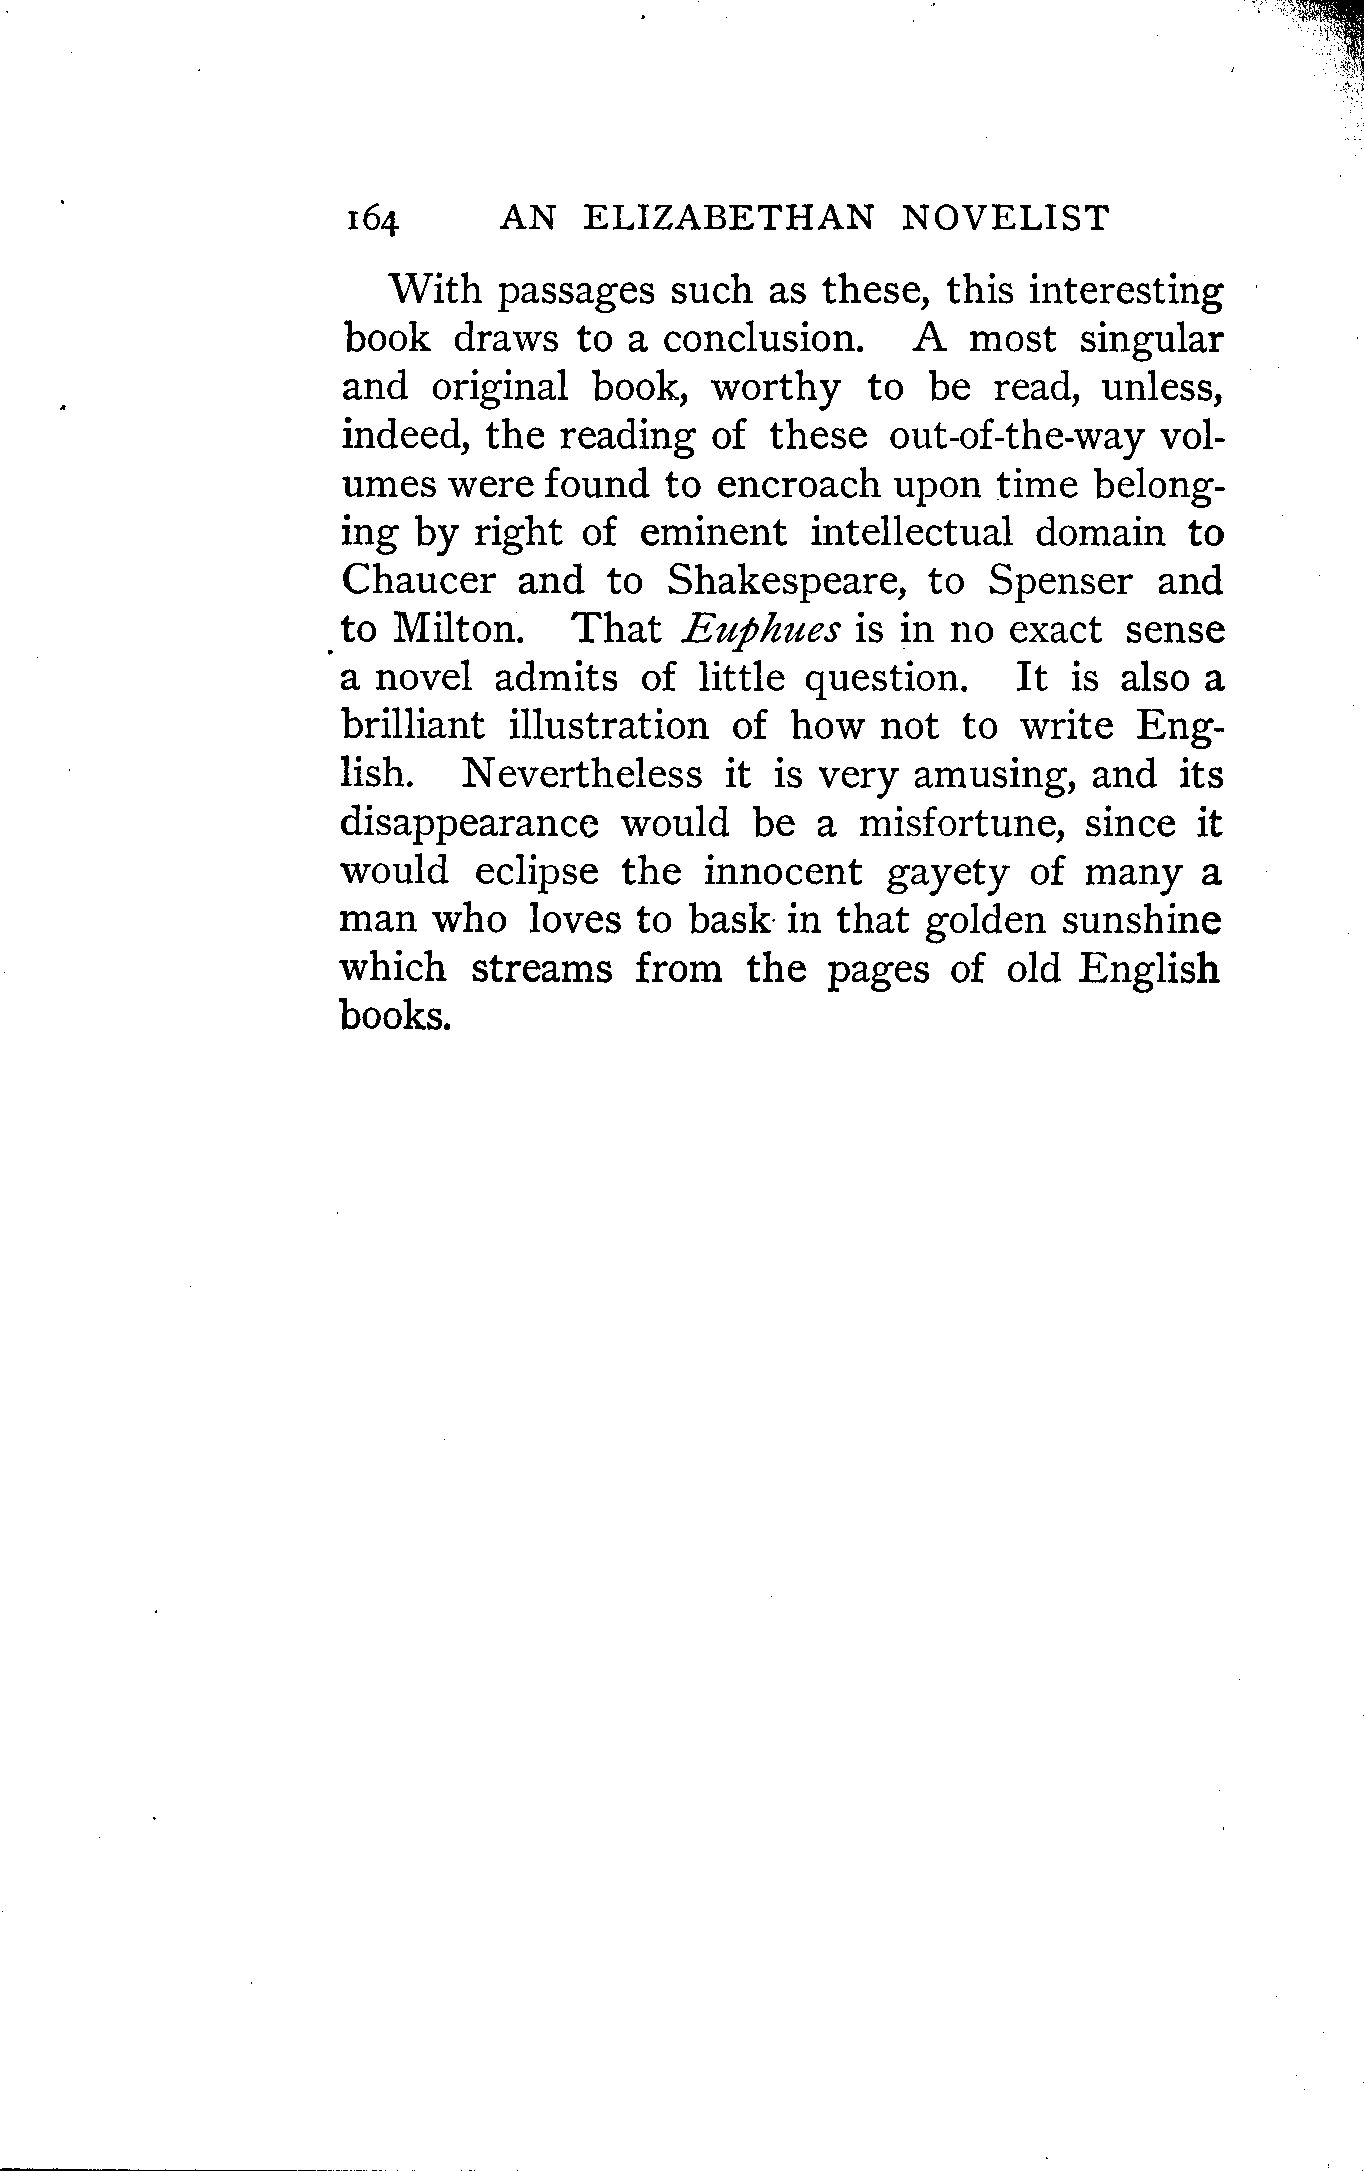 164 AN ELIZABETHAN NOVELIST
With passages such as these, this interesting
book draws to a conclusion. A most singular
and original book, worthy to be read, unless,
indeed, the reading of these out-of-the-way vol-
umes were found to encroach upon time belong-
ing by right of eminent intellectual domain to
Chaucer and to Shakespeare, to Spenser and
to Milton. That Euphues is in no exact sense
a novel admits of little question. It is also a
brilliant illustration of how not to write Eng-
lish. Nevertheless it is very amusing, and its
disappearance would be a misfortune, since it
would eclipse the innocent gayety of many a
man who loves to bask in that golden sunshine
which streams from the pages of old English
books.